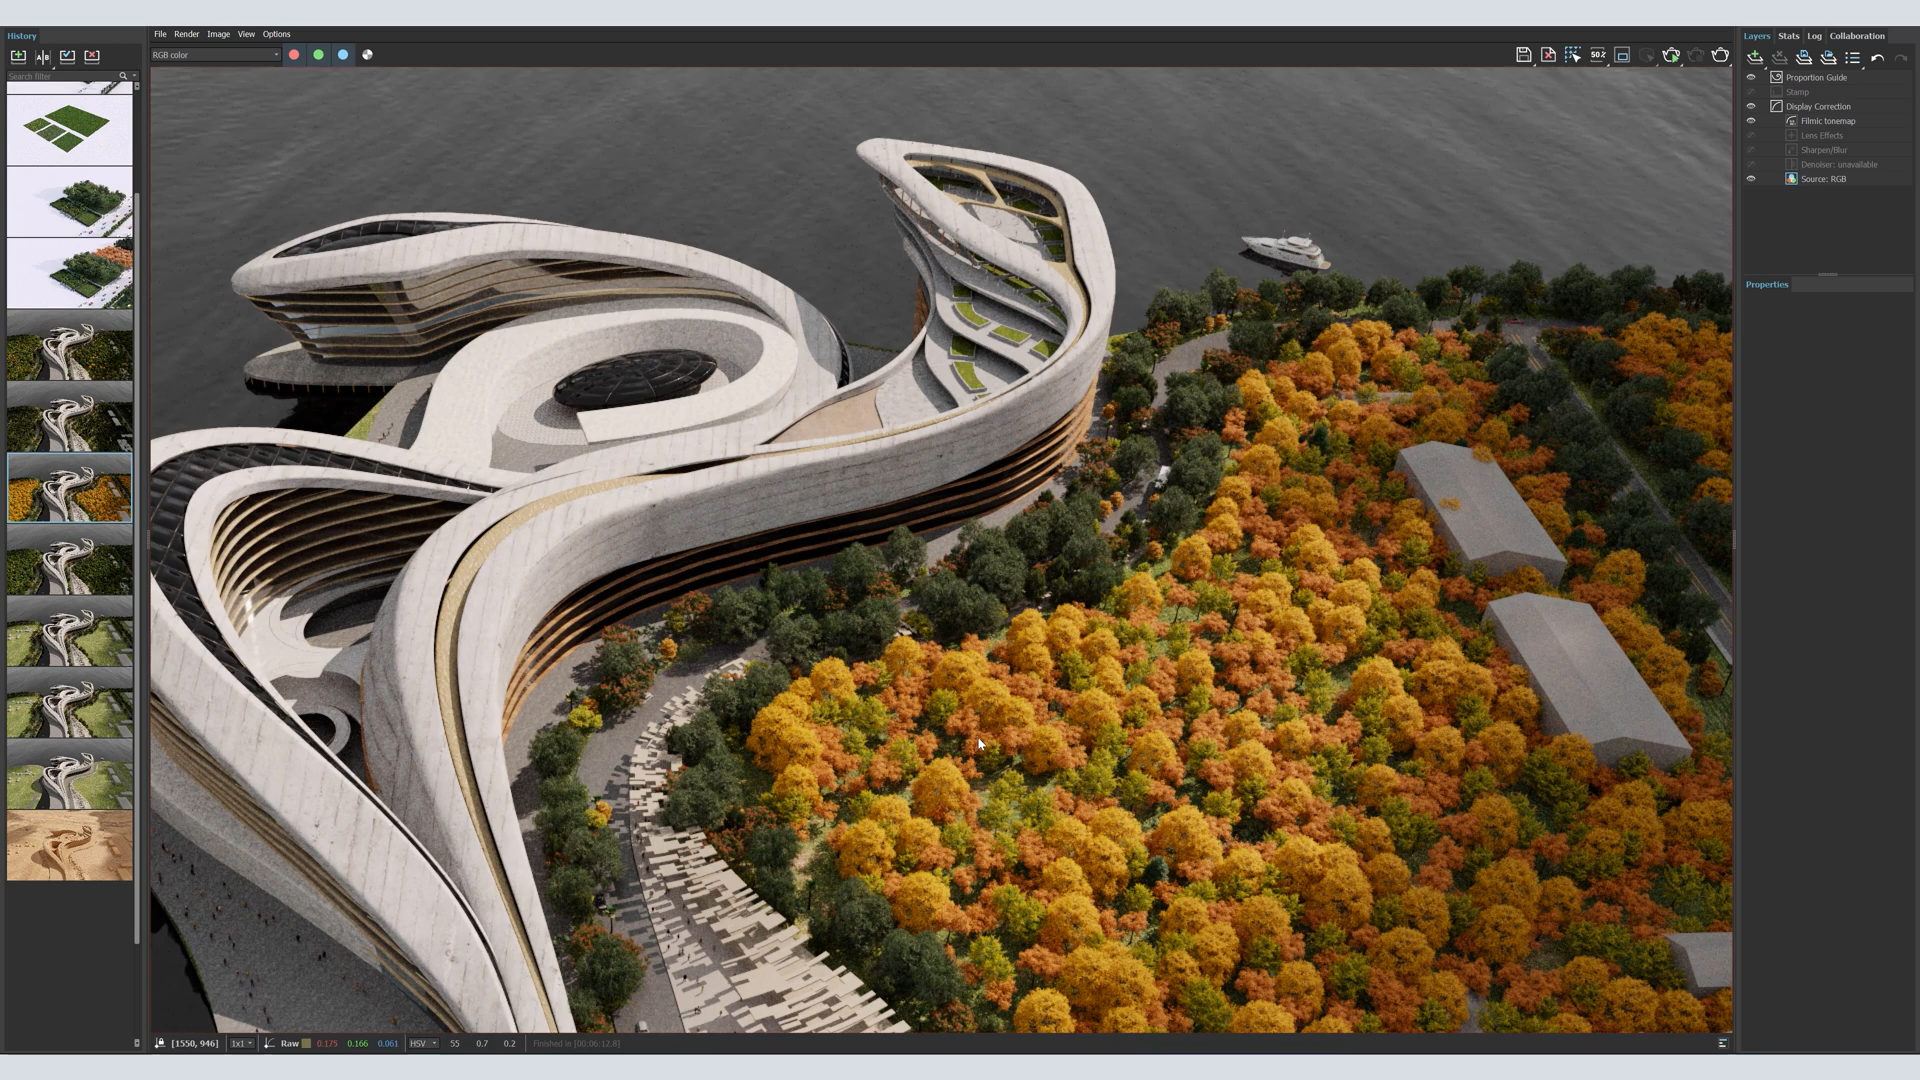 History
File Render Image View Options
Layers Stats Log Collaboration
RGB color
50%
Search filter
Proportion Guide
Stamp
Display Correction
Filmic tonemap
Lens Effects
Sharpen/Blur
Denoiser: unavailable
Source: RGB
Properties
[1550, 946] 1x1 Raw 0.175 0.166 0.061 HSV 55 0.7 0.2 Finished in [00:06:12.8]